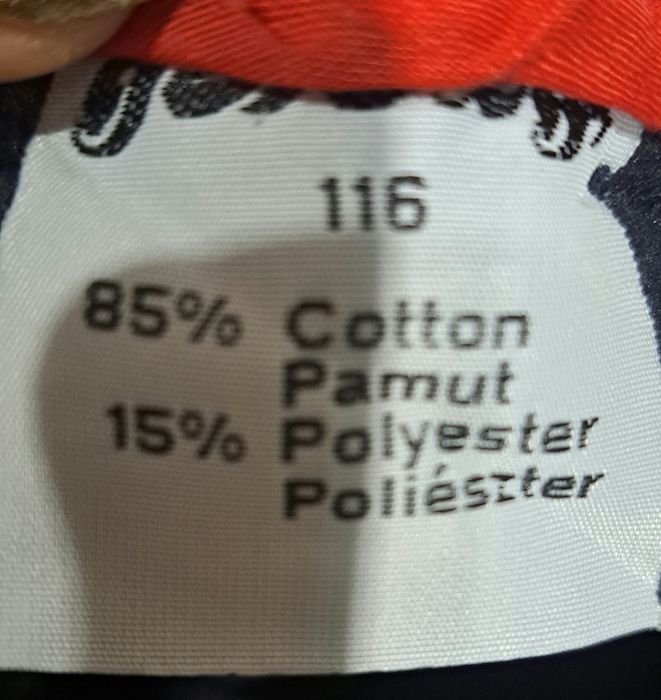 116
85% Cotton
Pamut
15% Polyester
Poliészter